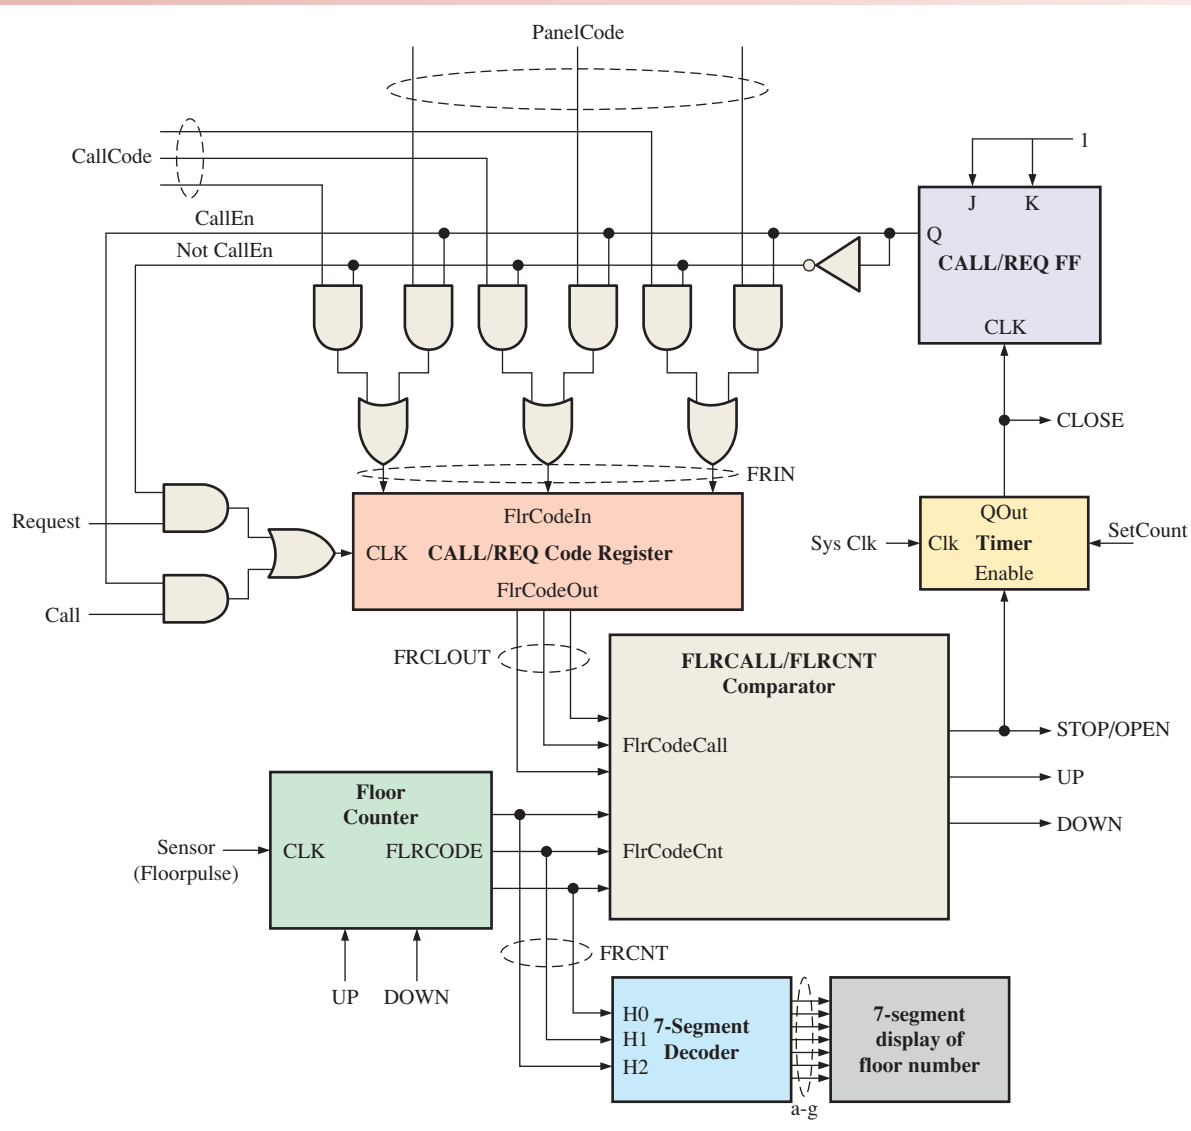 PanelCode
1
CallCode
J K
CallEn
Q
Not CallEn
CALL/REQ FF
CLK
CLOSE
FRIN
Request
FlrCodeIn
CLK CALL/REQ Code Register
FlrCodeOut
QOut
Sys Clk
Clk Timer
SetCount
Enable
Call
FRCLOUT
FLRCALL/FLRCNT
Comparator
STOP/OPEN
FlrCodeCall
UP
DOWN
Floor
Counter
Sensor
(Floorpulse)
CLK FLRCODE
FlrCodeCnt
FRCNT
UP DOWN
H0
H1
H2
7-Segment
Decoder
7-segment
display of
floor number
a-g